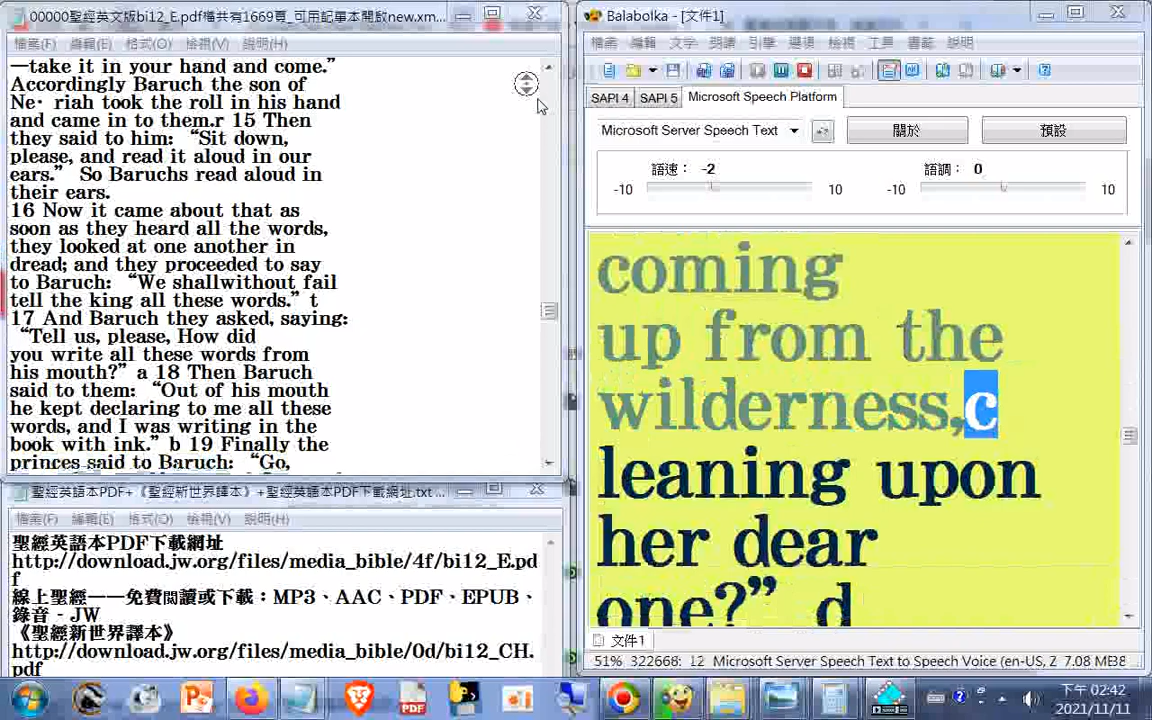 00000聖經英文版bi12_E.pdf檔共有1669頁_可用記事本開啟new.xm...
檔案(F) 編輯(E) 格式(O) 檢視(V) 說明(H)
—take it in your hand and come.”
Accordingly Baruch the son of
Ne· riah took the roll in his hand
and came in to them.r 15 Then
they said to him: “Sit down,
please, and read it aloud in our
ears.” So Baruchs read aloud in
their ears.
16 Now it came about that as
soon as they heard all the words,
they looked at one another in
dread; and they proceeded to say
to Baruch: “We shallwithout fail
tell the king all these words.” t
17 And Baruch they asked, saying:
“Tell us, please, How did
you write all these words from
his mouth?” a 18 Then Baruch
said to them: “Out of his mouth
he kept declaring to me all these
words, and I was writing in the
book with ink.” b 19 Finally the
princes said to Baruch: “Go,
聖經英語本PDF+《聖經新世界譯本》+聖經英語本PDF下載網址.txt ...
檔案(F) 編輯(E) 格式(O) 檢視(V) 說明(H)
聖經英語本PDF下載網址
http://download.jw.org/files/media_bible/4f/bi12_E.pd
f
線上聖經——免費閱讀或下載：MP3、AAC、PDF、EPUB、
錄音 - JW
《聖經新世界譯本》
http://download.jw.org/files/media_bible/0d/bi12_CH.
pdf
Balabolka - [文件1]
檔案 編輯 文字 朗讀 引擎 選項 檢視 工具 書籤 說明
SAPI 4 SAPI 5 Microsoft Speech Platform
Microsoft Server Speech Text 關於 預設
語速： -2 語調： 0
-10 10 -10 10
coming
up from the
wilderness,c
leaning upon
her dear
one?” d
文件1
51% 322668: 12 Microsoft Server Speech Text to Speech Voice (en-US, Z 7.08 MB
下午 02:42
2021/11/11